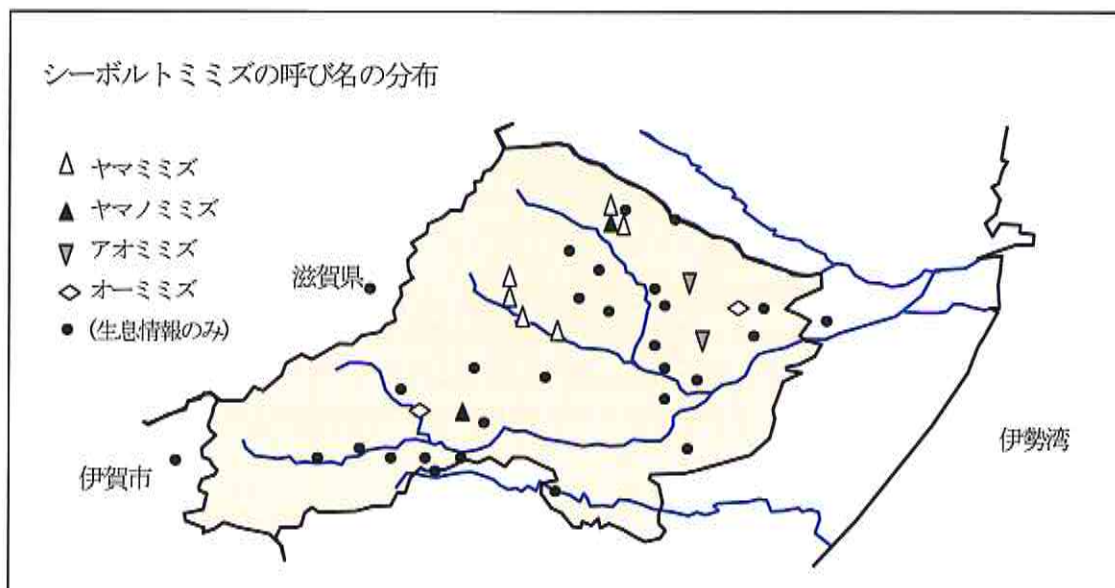 シーボルトミミズの呼び名の分布
ヤマミミズ
ヤマノミミズ
アオミミズ
オーミミズ
(生息情報のみ)
滋賀県
伊賀市
伊勢湾